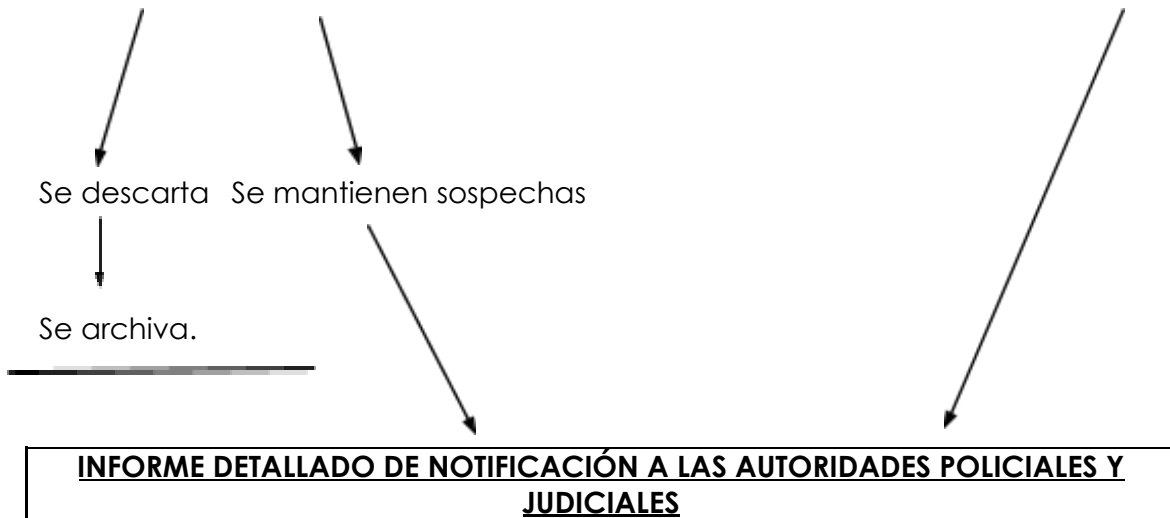 Se descarta Se mantienen sospechas
Se archiva.
INFORME DETALLADO DE NOTIFICACIÓN A LAS AUTORIDADES POLICIALES Y
JUDICIALES